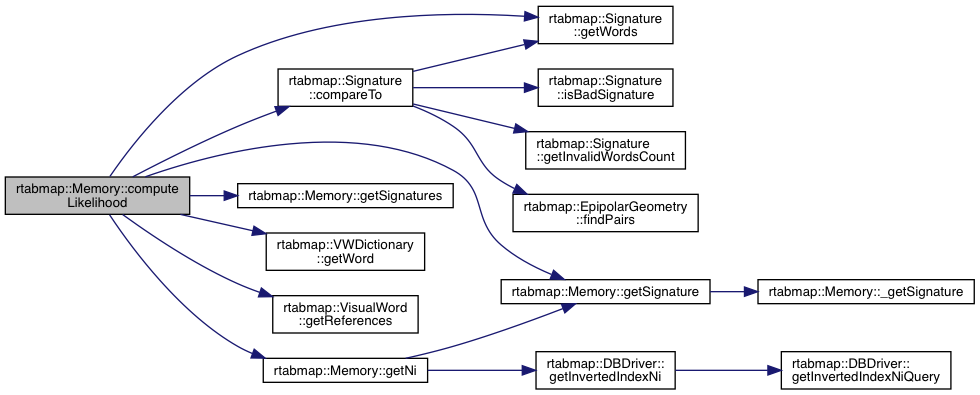 rtabmap::Signature
::getWords
rtabmap::Signature
::compareTo
rtabmap::Signature
::isBadSignature
rtabmap::Signature
::getInvalidWordsCount
rtabmap::Memory::compute
Likelihood
rtabmap::Memory::getSignatures
rtabmap::EpipolarGeometry
::findPairs
rtabmap::VWDictionary
::getWord
rtabmap::Memory::getSignature
rtabmap::Memory::_getSignature
rtabmap::VisualWord
::getReferences
rtabmap::Memory::getNi
rtabmap::DBDriver::
getInvertedIndexNi
rtabmap::DBDriver::
getInvertedIndexNiQuery